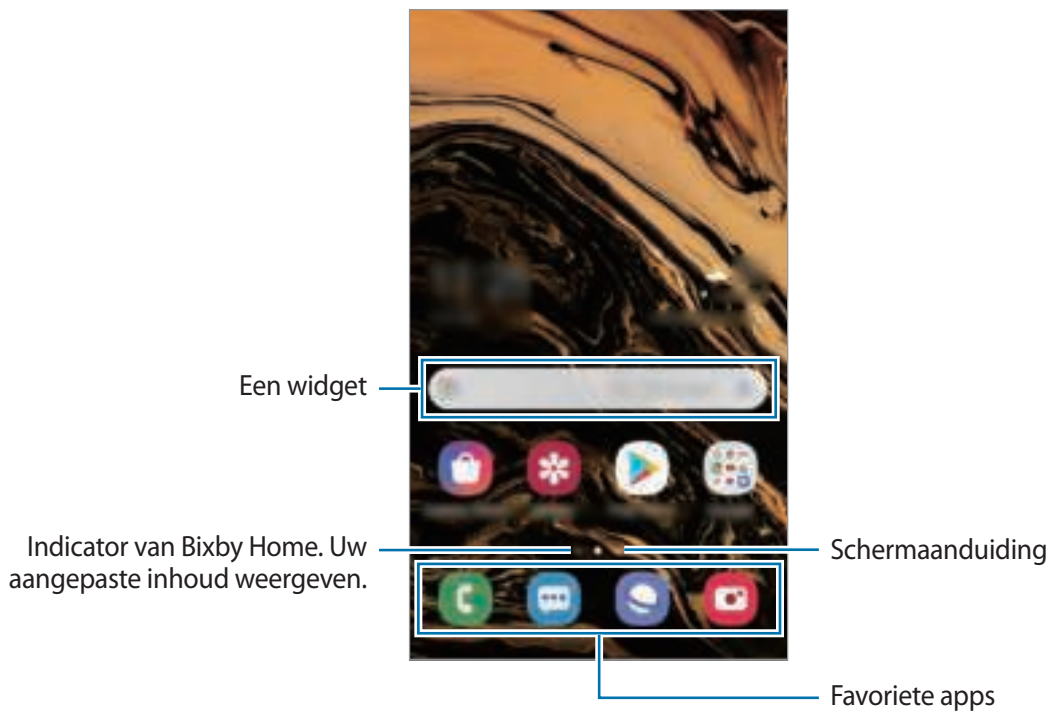 Een widget
Indicator van Bixby Home. Uw
aangepaste inhoud weergeven.
Schermaanduiding
Favoriete apps